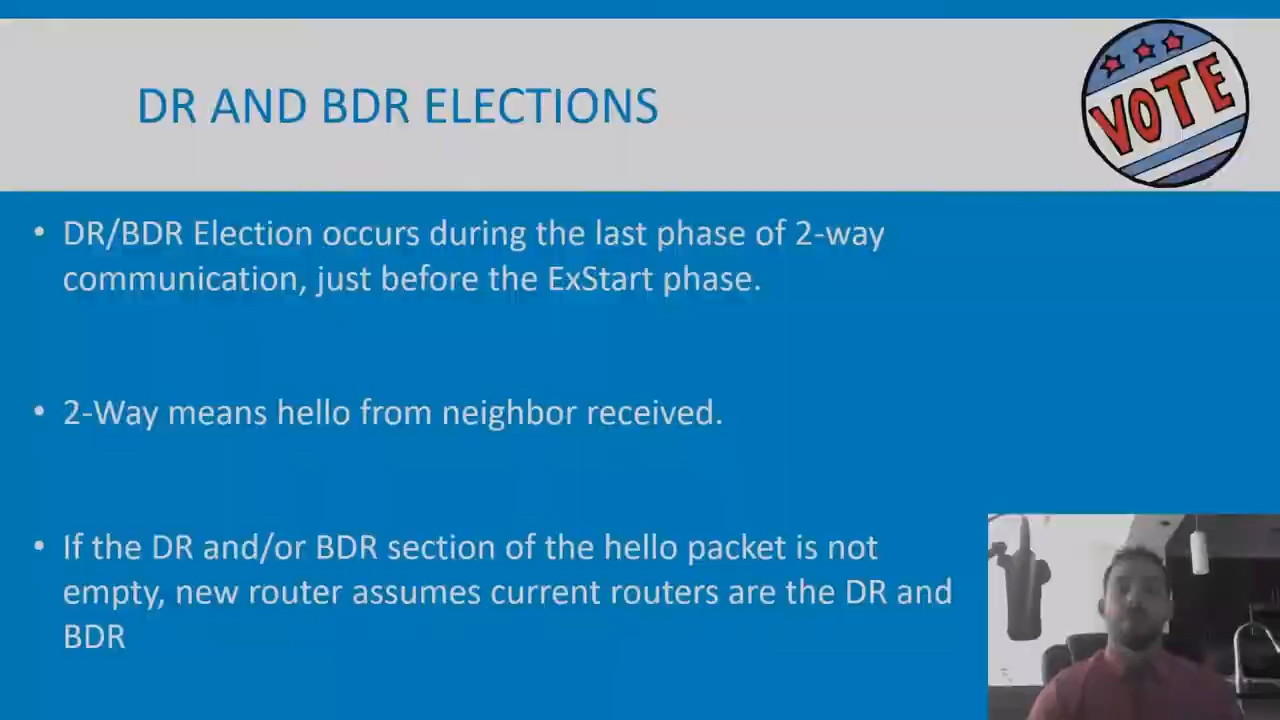 DR AND BDR ELECTIONS
VOTE
• DR/BDR Election occurs during the last phase of 2-way
communication, just before the ExStart phase.
• 2-Way means hello from neighbor received.
• If the DR and/or BDR section of the hello packet is not
empty, new router assumes current routers are the DR and
BDR